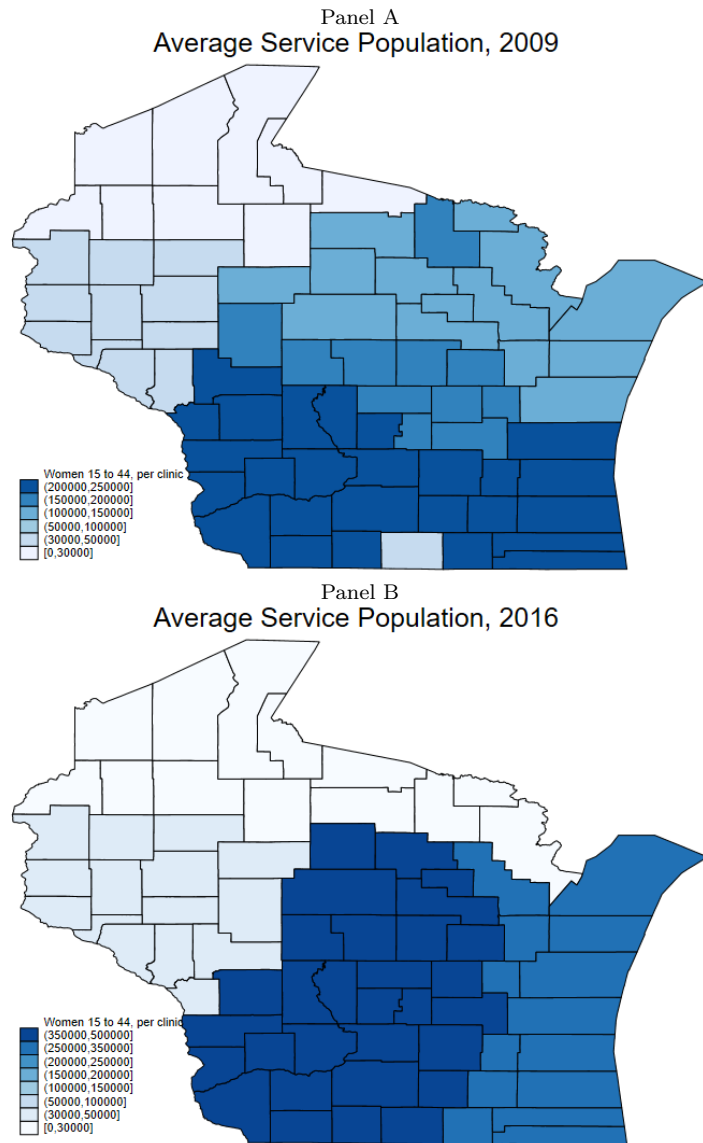 Panel A
Average Service Population, 2009
Women 15 to 44, per clinic
(200000,250000]
(150000,200000]
(100000,150000]
(50000,100000]
(30000,50000]
[0,30000]
Panel B
Average Service Population, 2016
Women 15 to 44, per clinic
(350000,500000]
(250000,350000]
(200000,250000]
(150000,200000]
(100000,150000]
(50000,100000]
(30000,50000]
[0,30000]